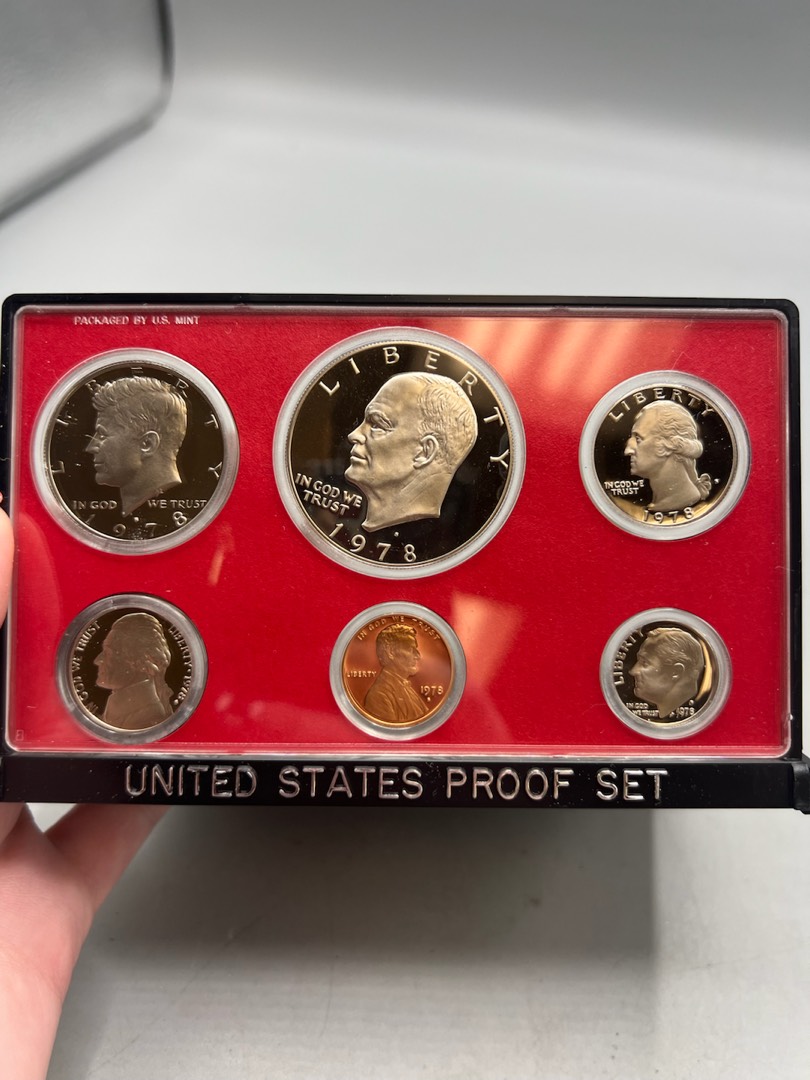 PACKAGED BY U.S. MINT
LIBERTY
IN GOD WE TRUST
1978
LIBERTY
IN GOD WE
TRUST
1978
LIBERTY
IN GOD WE
TRUST
1978
IN GOD WE TRUST
LIBERTY 1978
IN GOD WE TRUST
LIBERTY
1978
LIBERTY
IN GOD
WE TRUST
1978
UNITED STATES PROOF SET